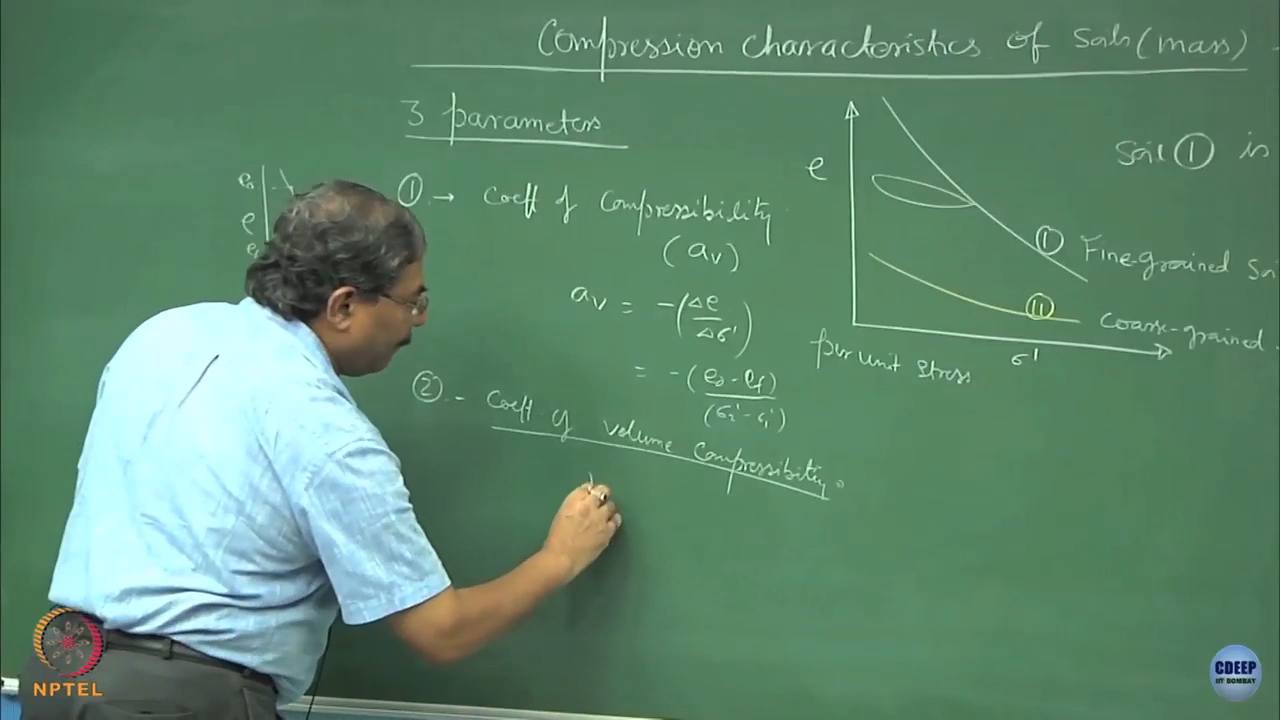 Compression characteristics of Soils (mass)
3 parameters
① → Coeff of Compressibility
(av)
av = -(Δe/Δσ')
= -(e0 - ef)/(σ2' - σ1')
② - Coeff. of volume Compressibility.
e0
e
e
Soil ① is
①
Fine-grained
⑪
Coarse-grained
per unit stress
σ'
NPTEL
CDEEP
IIT BOMBAY